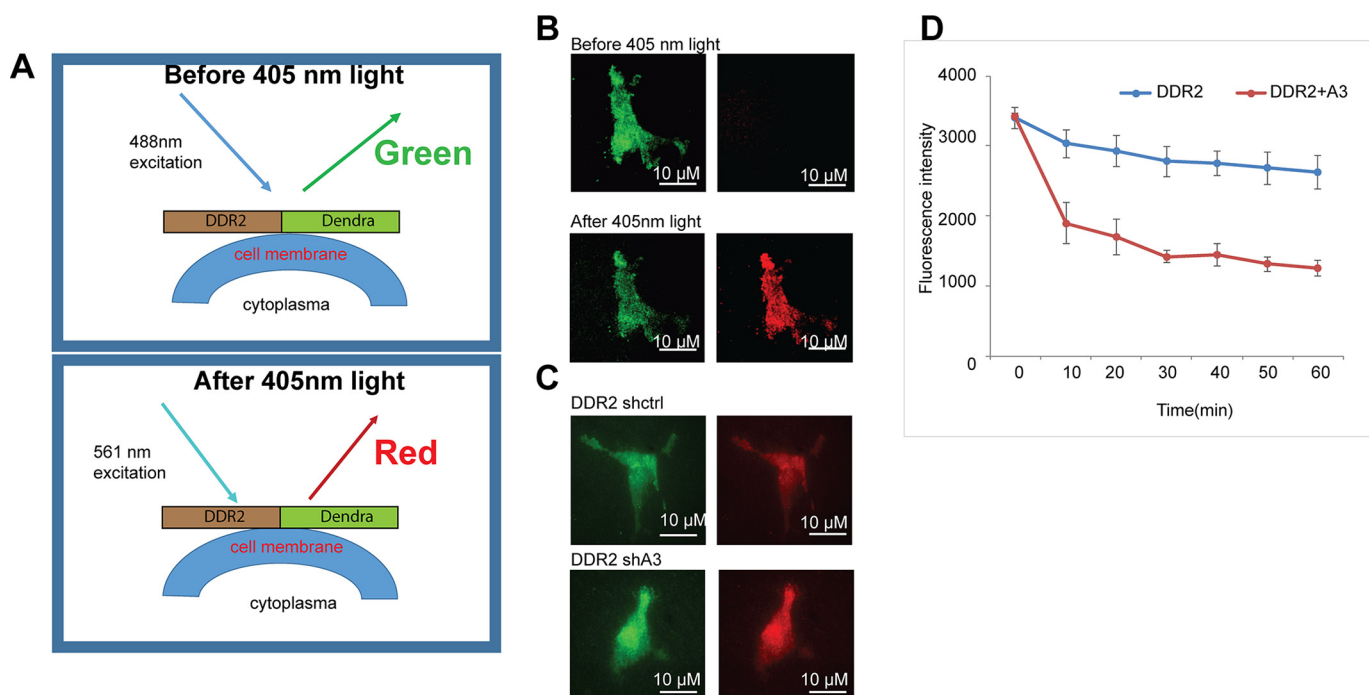 A
Before 405 nm light
488nm
excitation
Green
DDR2
Dendra
cell membrane
cytoplasma
After 405nm light
561 nm
excitation
Red
DDR2
Dendra
cell membrane
cytoplasma
B
Before 405 nm light
10 µM
10 µM
After 405nm light
10 µM
10 µM
C
DDR2 shctrl
10 µM
10 µM
DDR2 shA3
10 µM
10 µM
D
DDR2
DDR2+A3
Fluorescence intensity
4000
3000
2000
1000
0
0 10 20 30 40 50 60
Time(min)